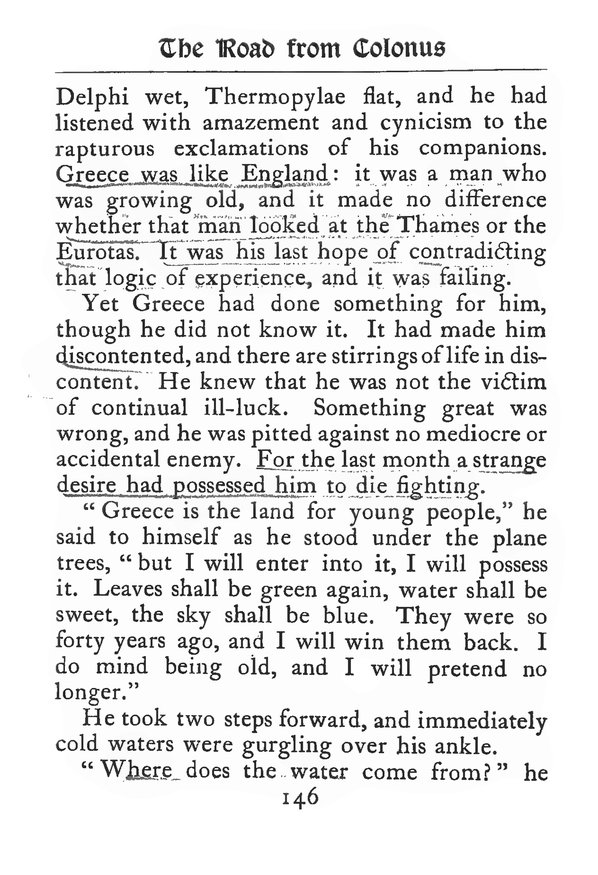 The Road from Colonus
Delphi wet, Thermopylae flat, and he had
listened with amazement and cynicism to the
rapturous exclamations of his companions.
Greece was like England: it was a man who
was growing old, and it made no difference
whether that man looked at the Thames or the
Eurotas. It was his last hope of contradicting
that logic of experience, and it was failing.
Yet Greece had done something for him,
though he did not know it. It had made him
discontented, and there are stirrings of life in dis-
content. He knew that he was not the victim
of continual ill-luck. Something great was
wrong, and he was pitted against no mediocre or
accidental enemy. For the last month a strange
desire had possessed him to die fighting.
“Greece is the land for young people,” he
said to himself as he stood under the plane
trees, “but I will enter into it, I will possess
it. Leaves shall be green again, water shall be
sweet, the sky shall be blue. They were so
forty years ago, and I will win them back. I
do mind being old, and I will pretend no
longer.”
He took two steps forward, and immediately
cold waters were gurgling over his ankle.
“Where does the water come from?” he
146